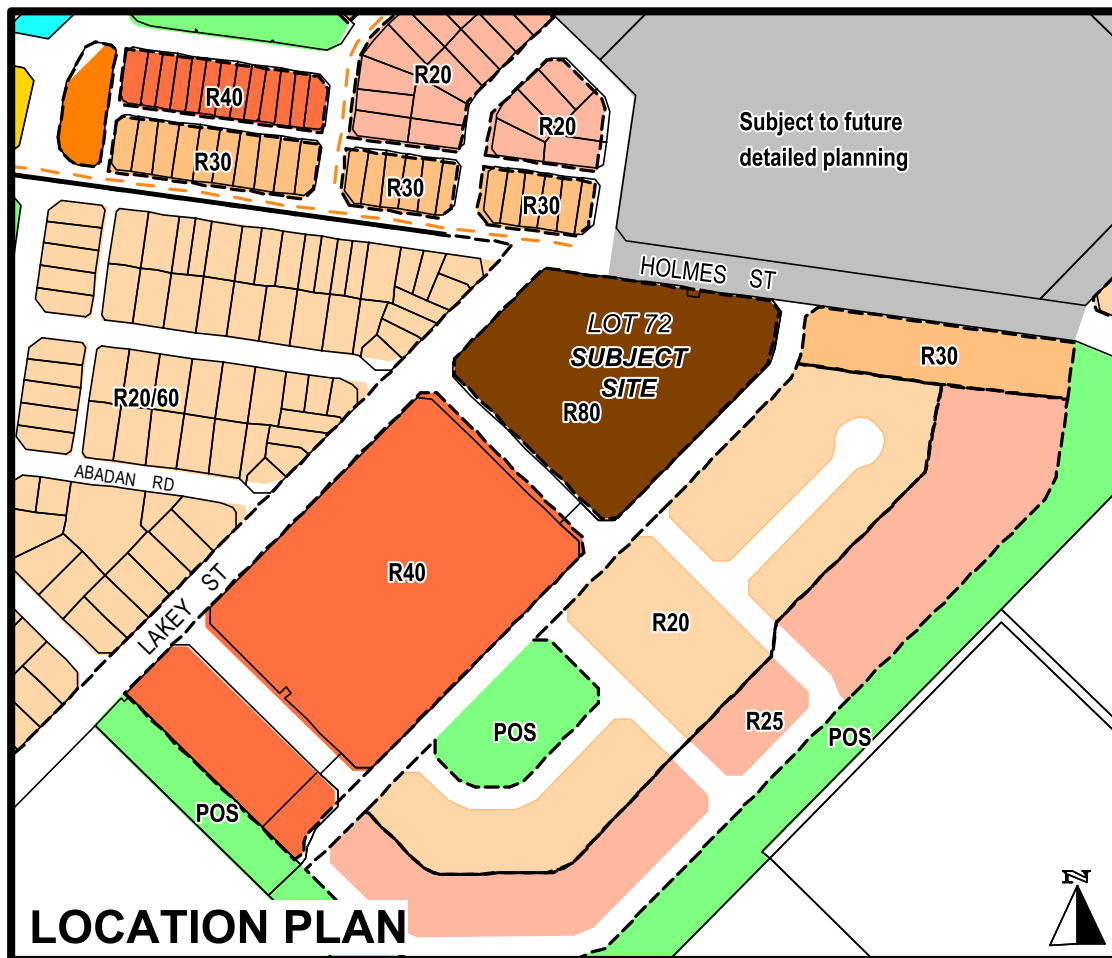 R20
R40
R20
Subject to future
detailed planning
R30
R30
R30
HOLMES ST
LOT 72
SUBJECT
SITE
R80
R30
R20/60
ABADAN RD
R40
LAKEY ST
R20
R25
POS
POS
POS
LOCATION PLAN
N